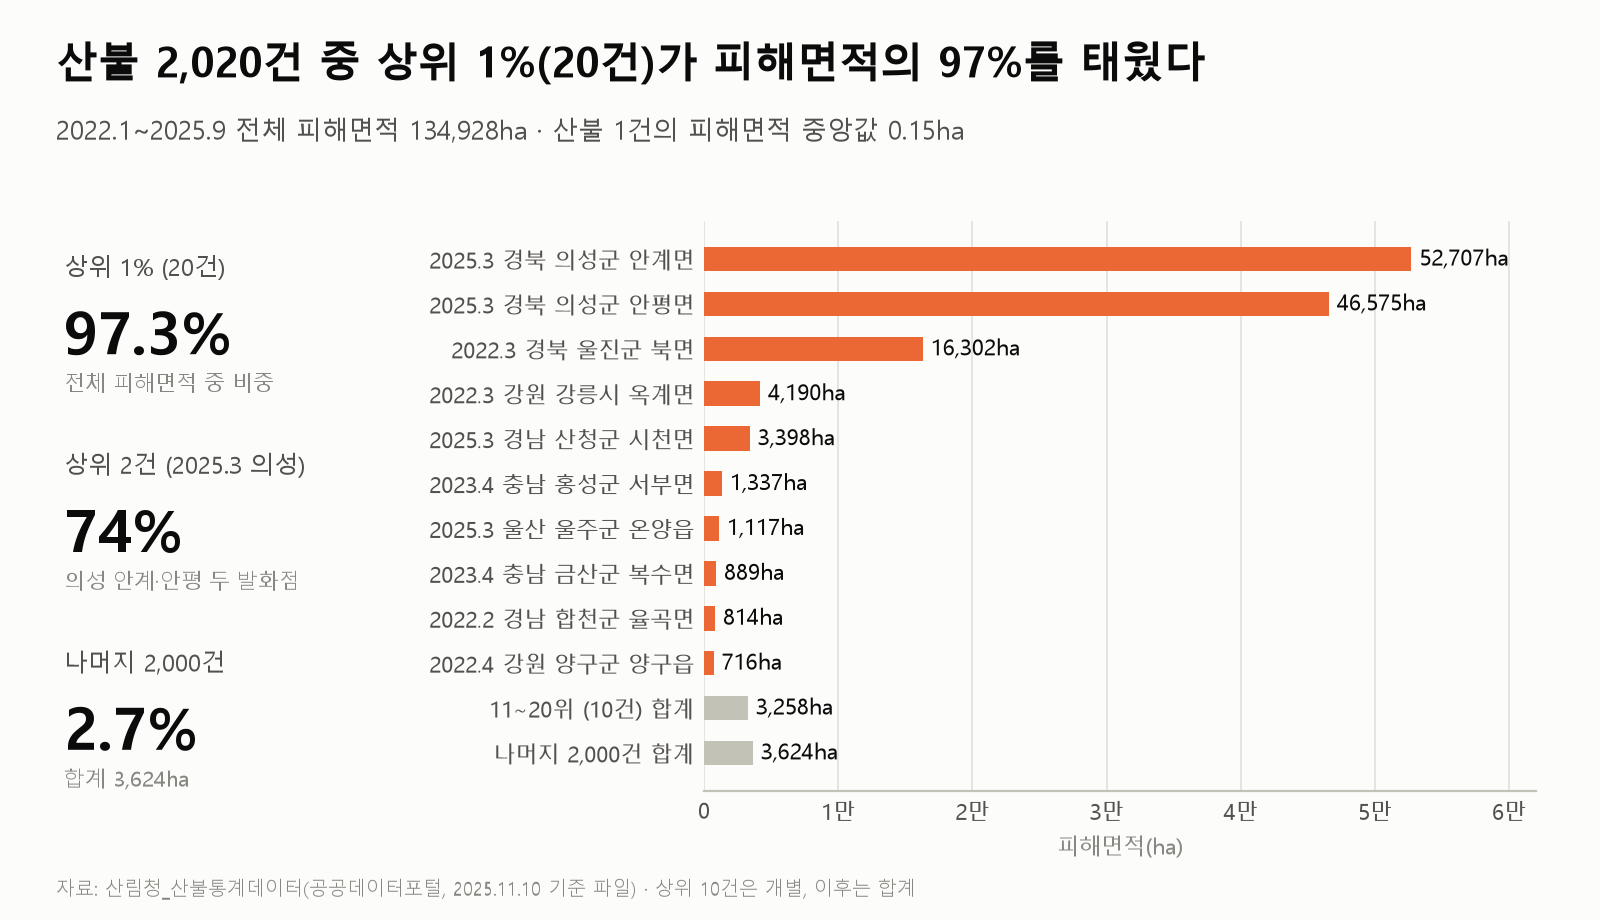 산불 2,020건 중 상위 1%(20건)가 피해면적의 97%를 태웠다
2022.1~2025.9 전체 피해면적 134,928ha · 산불 1건의 피해면적 중앙값 0.15ha
상위 1% (20건)
97.3%
전체 피해면적 중 비중
상위 2건 (2025.3 의성)
74%
의성 안계·안평 두 발화점
나머지 2,000건
2.7%
합계 3,624ha
2025.3 경북 의성군 안계면 52,707ha
2025.3 경북 의성군 안평면 46,575ha
2022.3 경북 울진군 북면 16,302ha
2022.3 강원 강릉시 옥계면 4,190ha
2025.3 경남 산청군 시천면 3,398ha
2023.4 충남 홍성군 서부면 1,337ha
2025.3 울산 울주군 온양읍 1,117ha
2023.4 충남 금산군 복수면 889ha
2022.2 경남 합천군 율곡면 814ha
2022.4 강원 양구군 양구읍 716ha
11~20위 (10건) 합계 3,258ha
나머지 2,000건 합계 3,624ha
0 1만 2만 3만 4만 5만 6만
피해면적(ha)
자료: 산림청_산불통계데이터(공공데이터포털, 2025.11.10 기준 파일) · 상위 10건은 개별, 이후는 합계